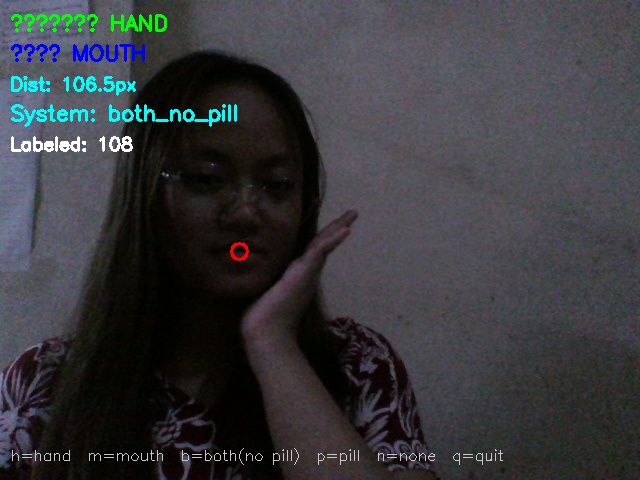 ??????? HAND
???? MOUTH
Dist: 106.5px
System: both_no_pill
Labeled: 108
h=hand m=mouth b=both(no pill) p=pill n=none q=quit